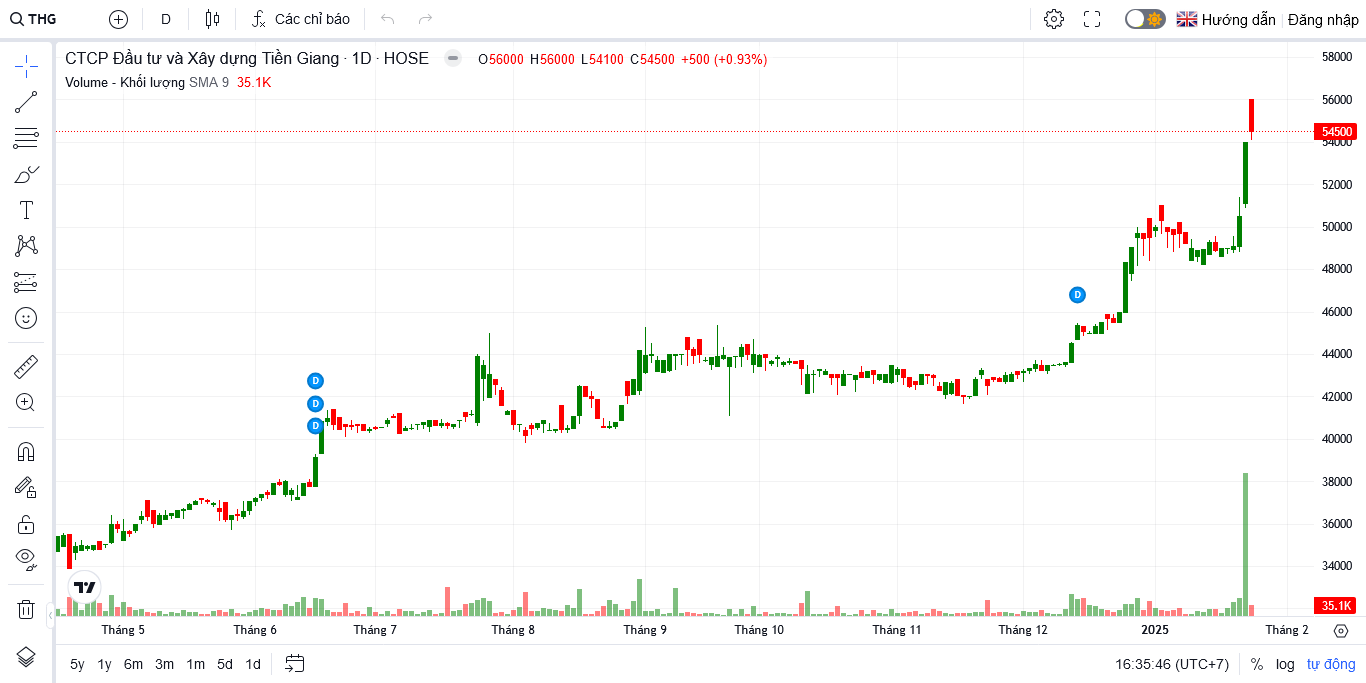 THG D Các chỉ báo Hướng dẫn Đăng nhập
CTCP Đầu tư và Xây dựng Tiền Giang · 1D · HOSE O56000 H56000 L54100 C54500 +500 (+0.93%)
Volume - Khối lượng SMA 9 35.1K
58000
56000
54500
54000
52000
50000
48000
46000
44000
42000
40000
38000
36000
34000
35.1K
D
D
D
D
Tháng 5 Tháng 6 Tháng 7 Tháng 8 Tháng 9 Tháng 10 Tháng 11 Tháng 12 2025 Tháng 2
5y 1y 6m 3m 1m 5d 1d 16:35:46 (UTC+7) % log tự động